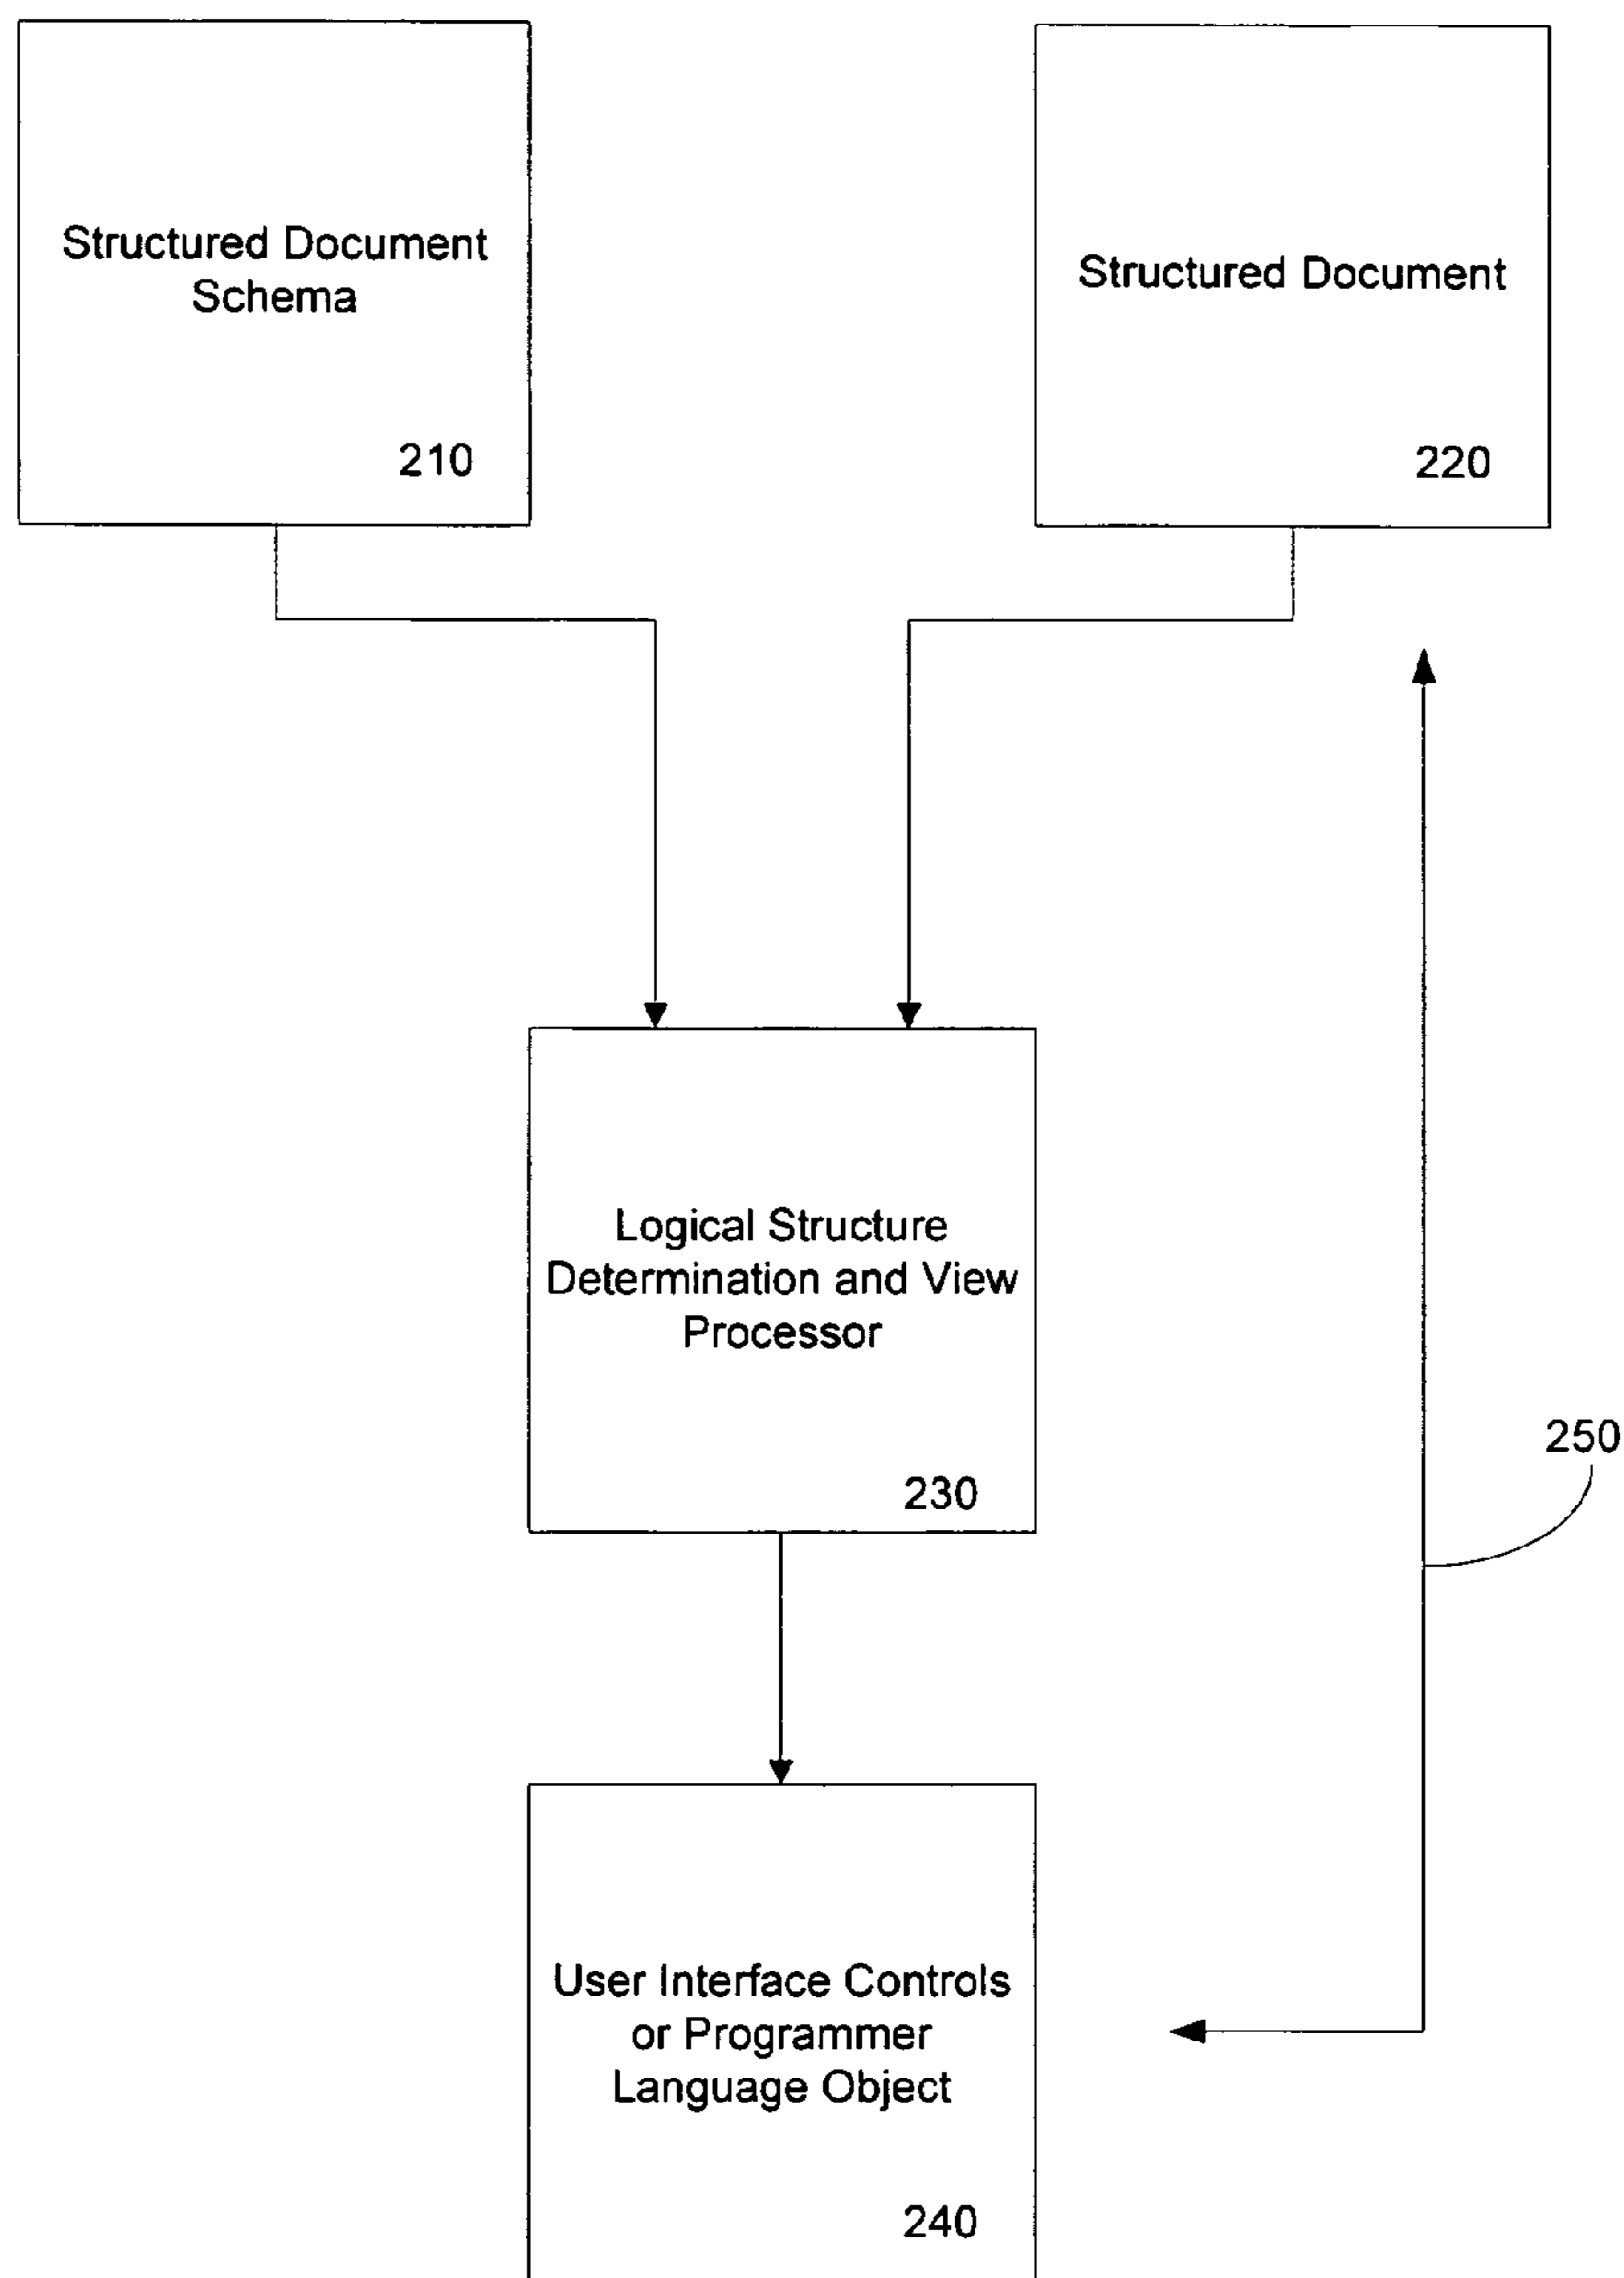 Structured Document
Schema
210
Structured Document
220
Logical Structure
Determination and View
Processor
230
250
User Interface Controls
or Programmer
Language Object
240